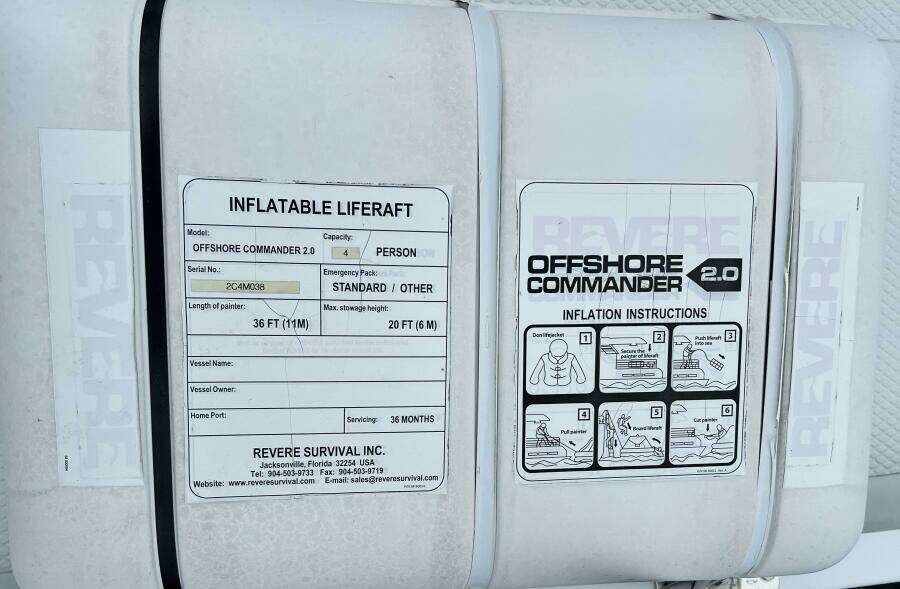 REVERE
INFLATABLE LIFERAFT
Model:
OFFSHORE COMMANDER 2.0
Capacity:
4 PERSON
Serial No.:
2C4M038
Emergency Pack:
STANDARD / OTHER
Length of painter:
36 FT (11M)
Max. stowage height:
20 FT (6 M)
Vessel Name:
Vessel Owner:
Home Port:
Servicing: 36 MONTHS
REVERE SURVIVAL INC.
Jacksonville, Florida 32254 USA
Tel: 904-503-9733 Fax: 904-503-9719
Website: www.reveresurvival.com E-mail: sales@reveresurvival.com
REVERE
OFFSHORE
COMMANDER
2.0
INFLATION INSTRUCTIONS
Don lifejacket
1
Secure the
painter of liferaft
2
Push liferaft
into sea
3
4
Pull painter
5
Board liferaft
6
Cut painter
REVERE